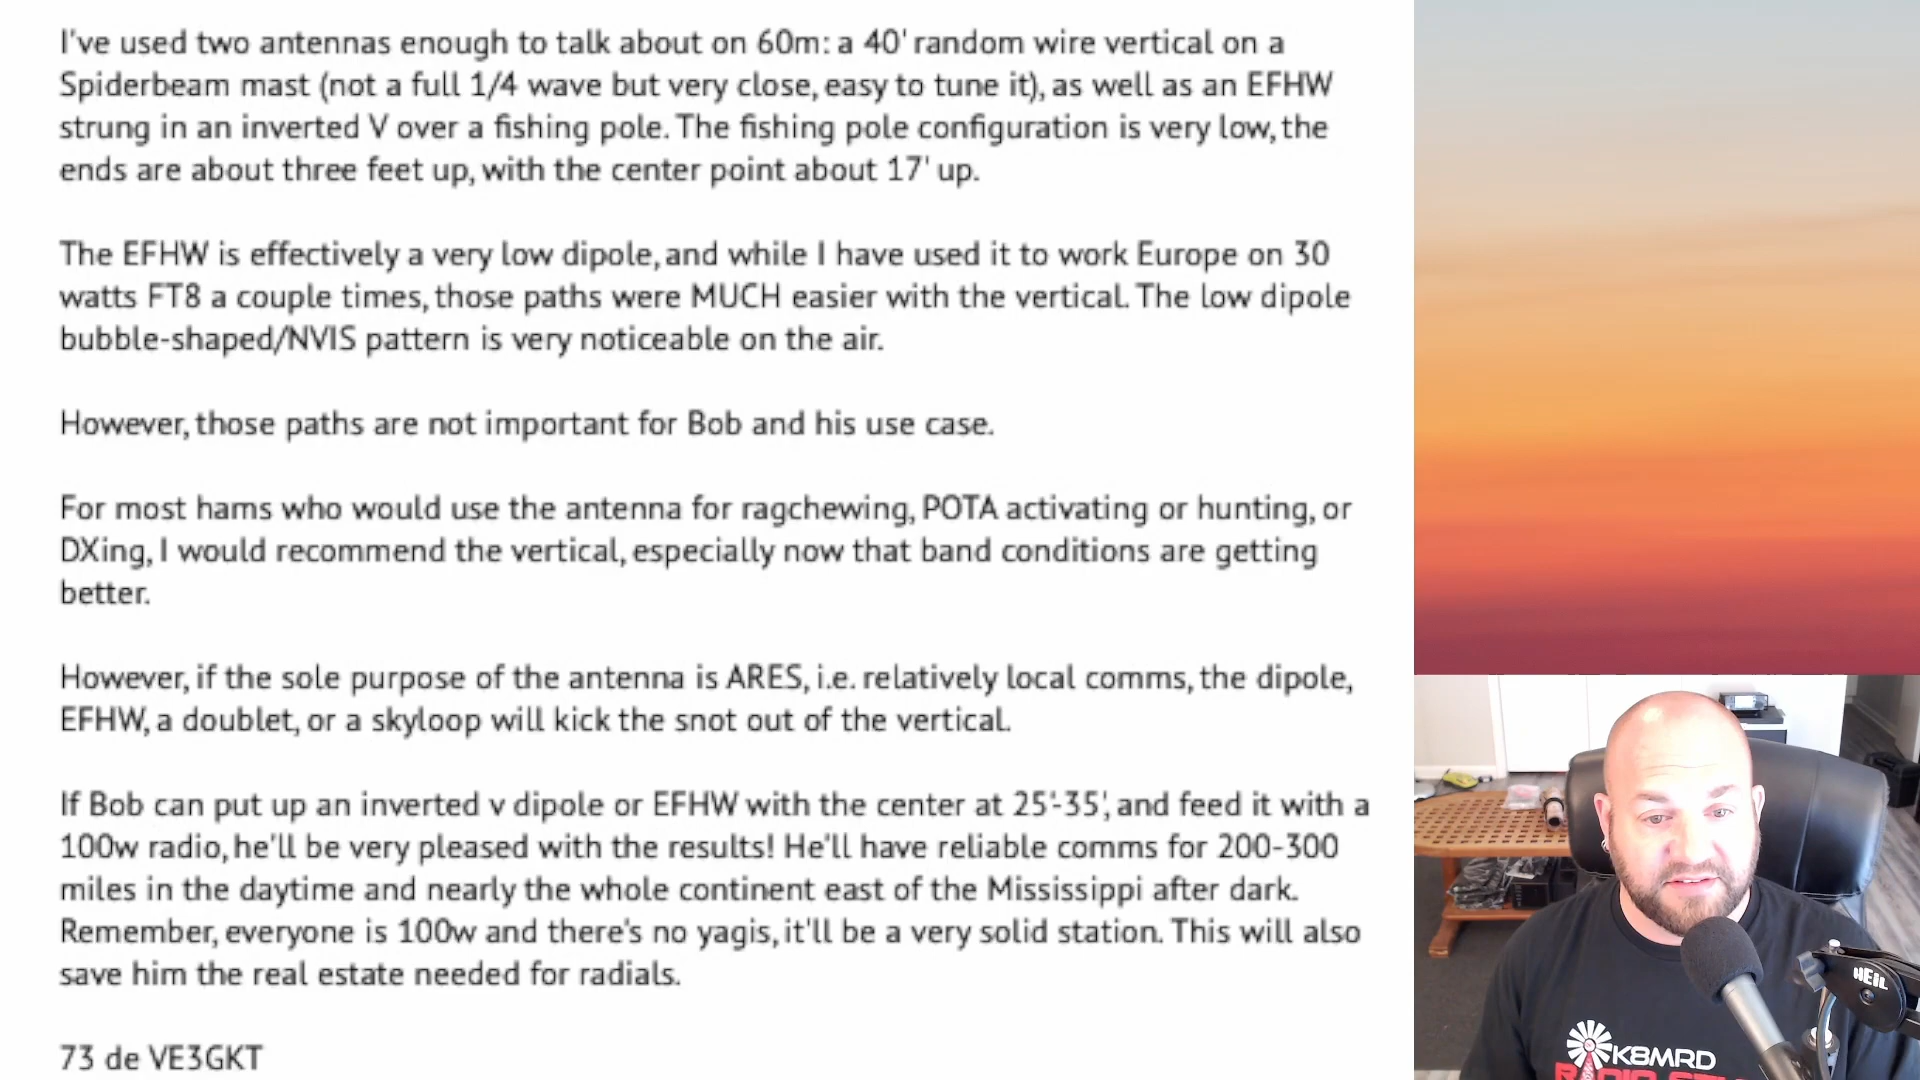 I've used two antennas enough to talk about on 60m: a 40' random wire vertical on a
Spiderbeam mast (not a full 1/4 wave but very close, easy to tune it), as well as an EFHW
strung in an inverted V over a fishing pole. The fishing pole configuration is very low, the
ends are about three feet up, with the center point about 17' up.
The EFHW is effectively a very low dipole, and while I have used it to work Europe on 30
watts FT8 a couple times, those paths were MUCH easier with the vertical. The low dipole
bubble-shaped/NVIS pattern is very noticeable on the air.
However, those paths are not important for Bob and his use case.
For most hams who would use the antenna for ragchewing, POTA activating or hunting, or
DXing, I would recommend the vertical, especially now that band conditions are getting
better.
However, if the sole purpose of the antenna is ARES, i.e. relatively local comms, the dipole,
EFHW, a doublet, or a skyloop will kick the snot out of the vertical.
If Bob can put up an inverted v dipole or EFHW with the center at 25'-35', and feed it with a
100w radio, he'll be very pleased with the results! He'll have reliable comms for 200-300
miles in the daytime and nearly the whole continent east of the Mississippi after dark.
Remember, everyone is 100w and there's no yagis, it'll be a very solid station. This will also
save him the real estate needed for radials.
73 de VE3GKT
HEIL
K8MRD